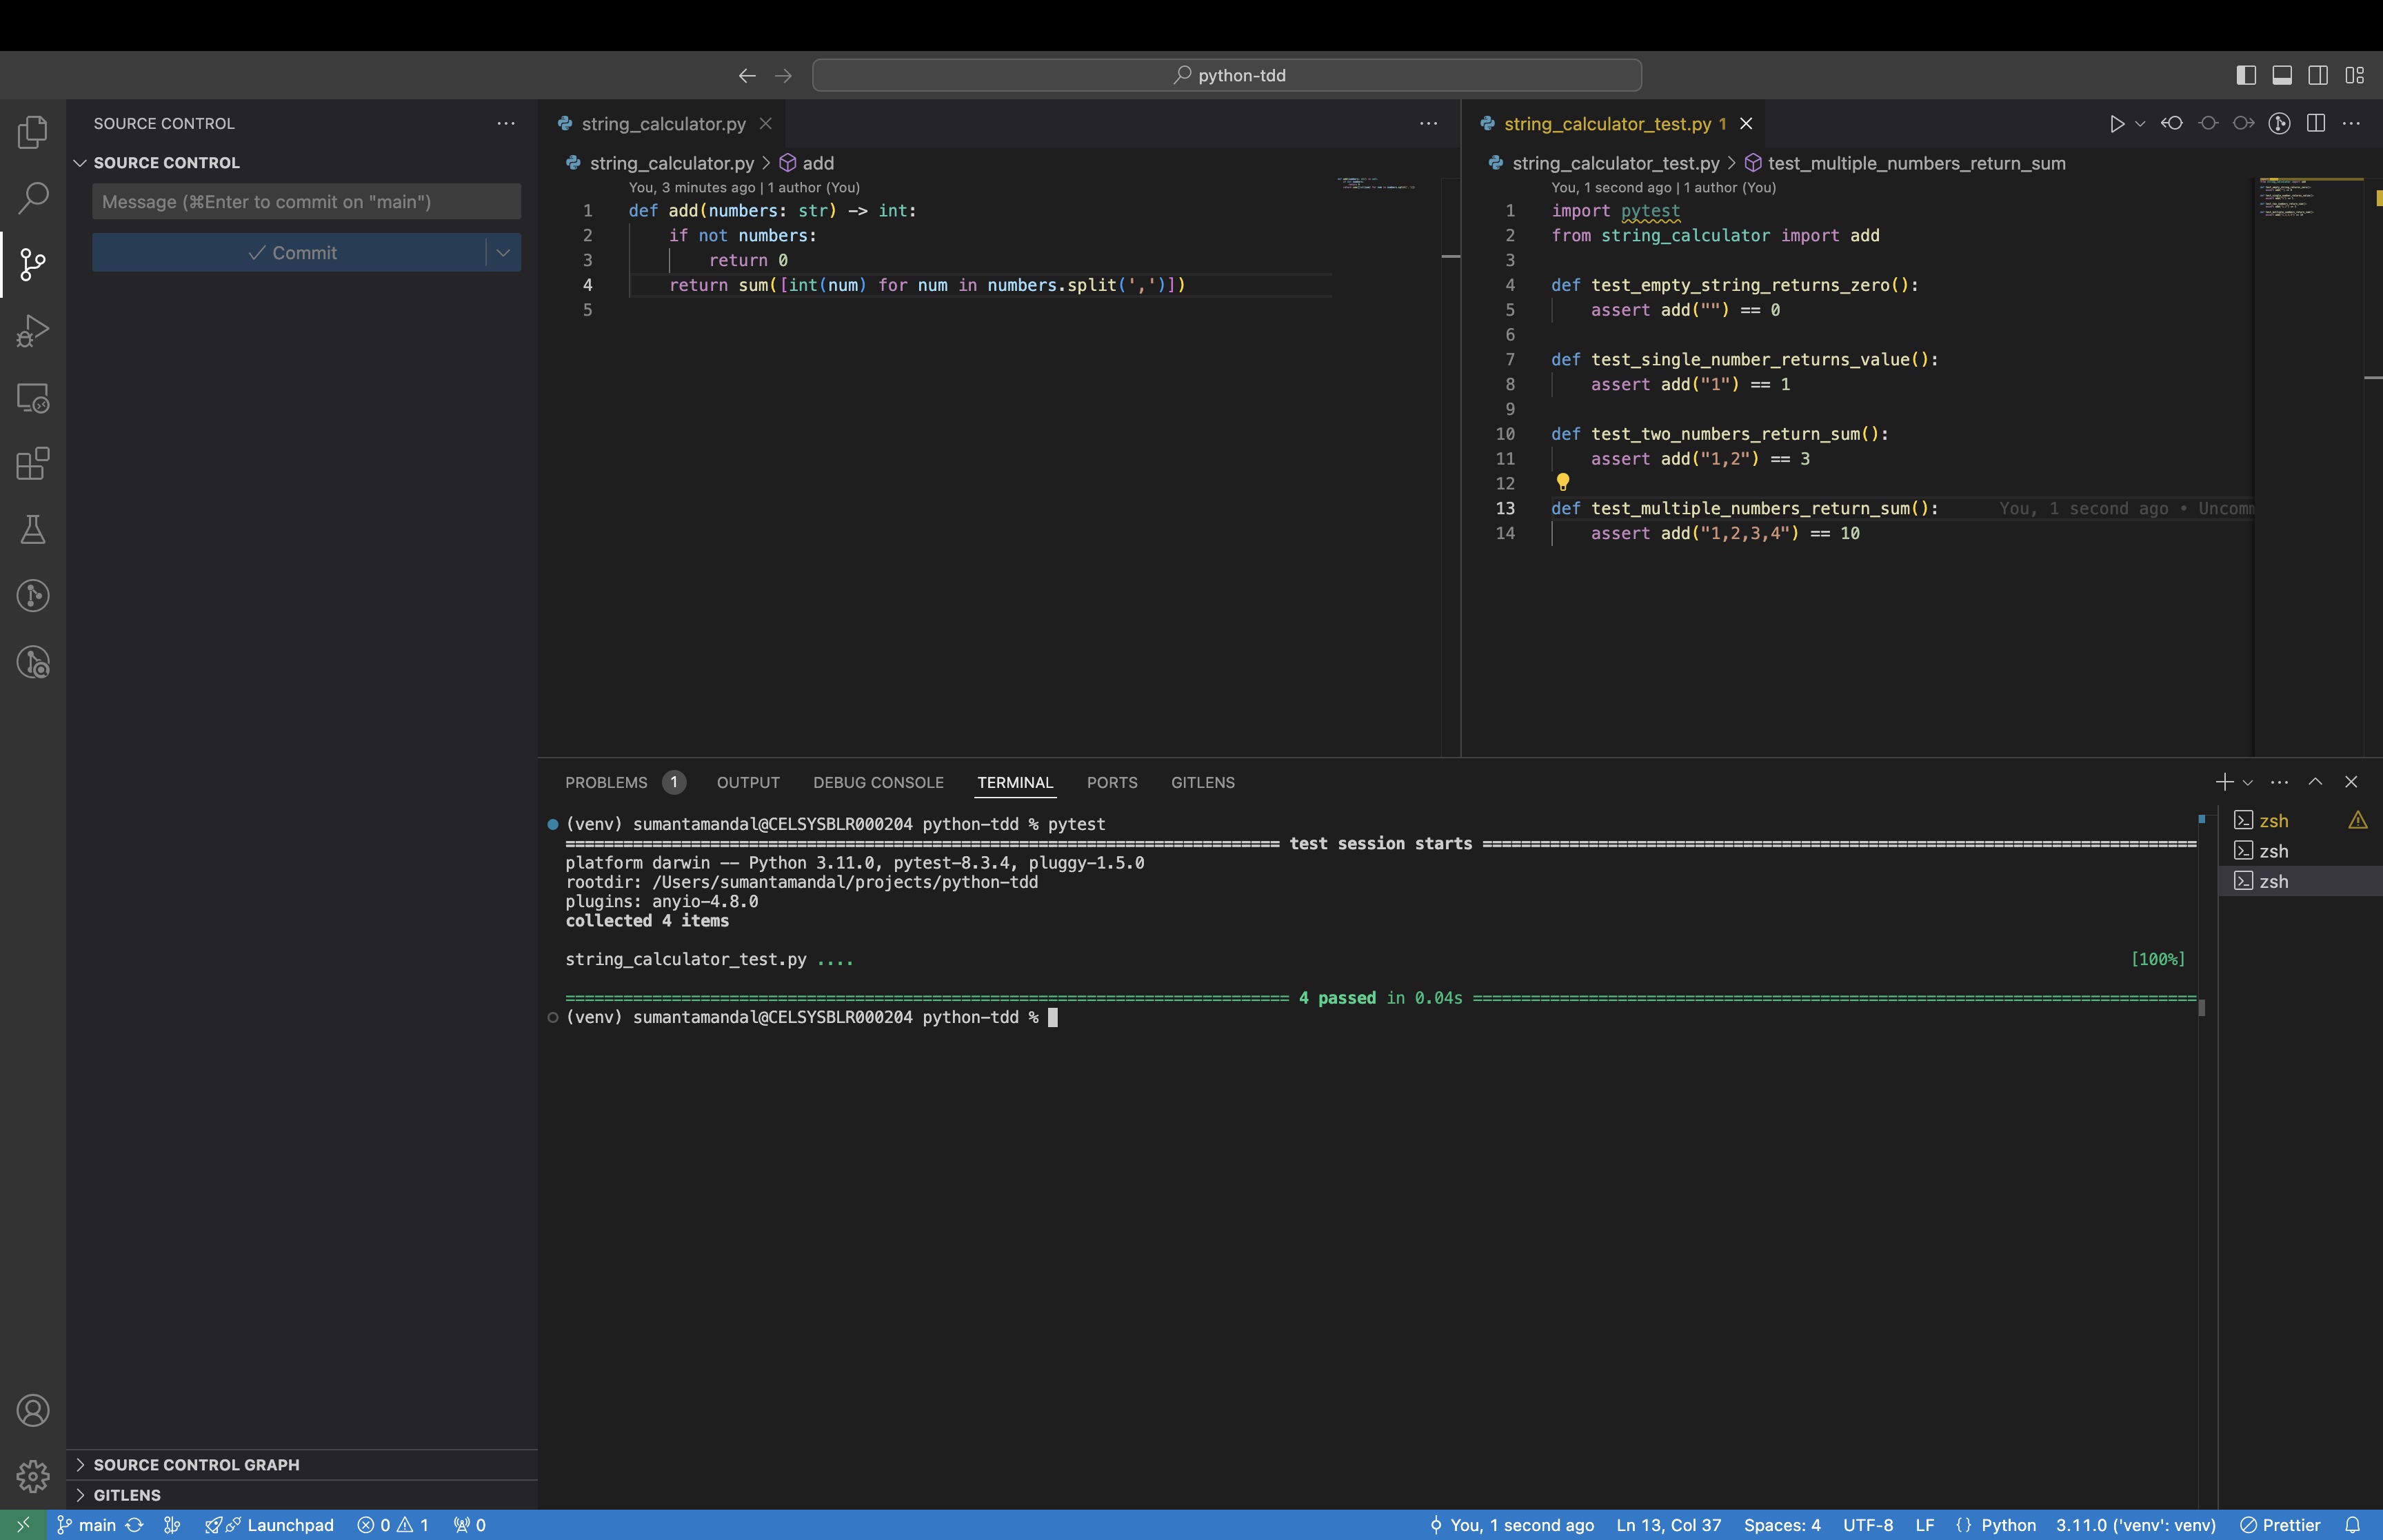 python-tdd
SOURCE CONTROL
SOURCE CONTROL
Message (⌘Enter to commit on "main")
Commit
SOURCE CONTROL GRAPH
GITLENS
string_calculator.py
string_calculator.py > add
You, 3 minutes ago | 1 author (You)
1 def add(numbers: str) -> int:
2     if not numbers:
3         return 0
4     return sum([int(num) for num in numbers.split(',')])
5
string_calculator_test.py 1
string_calculator_test.py > test_multiple_numbers_return_sum
You, 1 second ago | 1 author (You)
1 import pytest
2 from string_calculator import add
3
4 def test_empty_string_returns_zero():
5     assert add("") == 0
6
7 def test_single_number_returns_value():
8     assert add("1") == 1
9
10 def test_two_numbers_return_sum():
11     assert add("1,2") == 3
12
13 def test_multiple_numbers_return_sum():     You, 1 second ago • Uncomm
14     assert add("1,2,3,4") == 10
PROBLEMS 1 OUTPUT DEBUG CONSOLE TERMINAL PORTS GITLENS
(venv) sumantamandal@CELSYSBLR000204 python-tdd % pytest
test session starts
platform darwin -- Python 3.11.0, pytest-8.3.4, pluggy-1.5.0
rootdir: /Users/sumantamandal/projects/python-tdd
plugins: anyio-4.8.0
collected 4 items
string_calculator_test.py .... [100%]
4 passed in 0.04s
(venv) sumantamandal@CELSYSBLR000204 python-tdd %
zsh
zsh
zsh
main Launchpad 0 1 0 You, 1 second ago Ln 13, Col 37 Spaces: 4 UTF-8 LF {} Python 3.11.0 ('venv': venv) Prettier